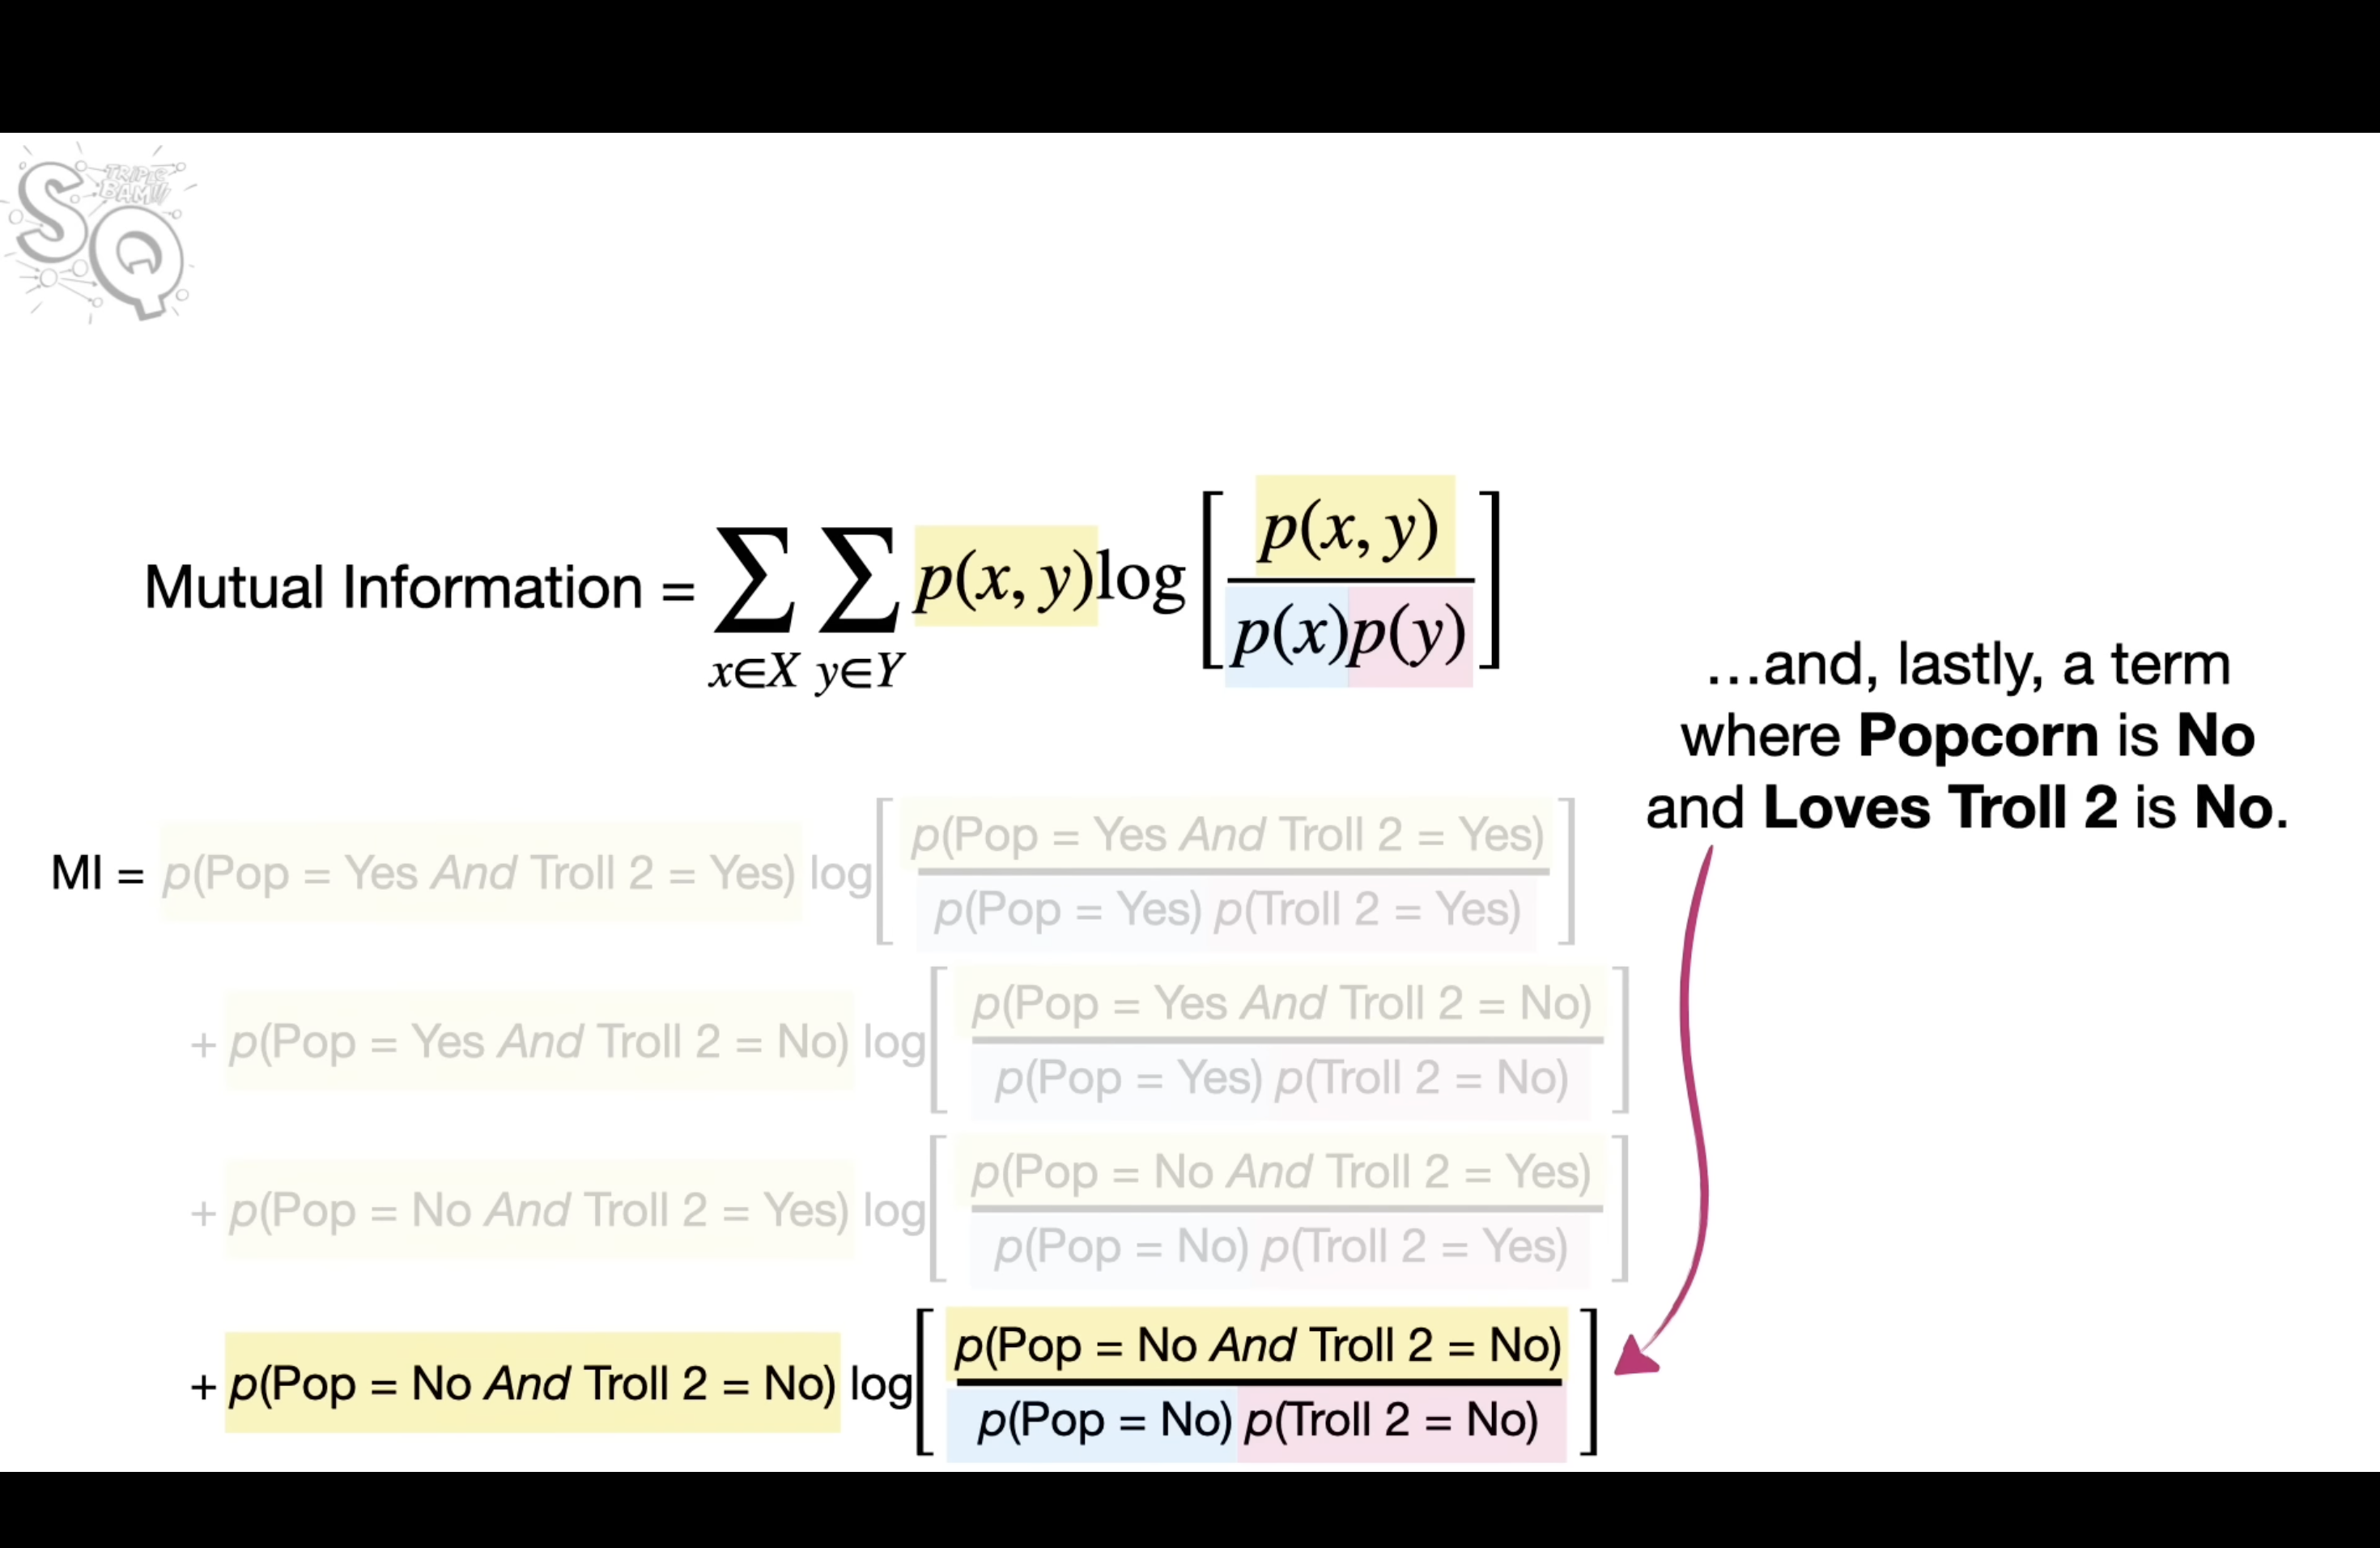 TRIPLE
BAM!!!
SQ
Mutual Information = ∑ ∑ p(x, y)log[ p(x, y) / p(x)p(y) ]
x∈X y∈Y
...and, lastly, a term
where Popcorn is No
and Loves Troll 2 is No.
MI = p(Pop = Yes And Troll 2 = Yes) log[ p(Pop = Yes And Troll 2 = Yes) / p(Pop = Yes) p(Troll 2 = Yes) ]
+ p(Pop = Yes And Troll 2 = No) log[ p(Pop = Yes And Troll 2 = No) / p(Pop = Yes) p(Troll 2 = No) ]
+ p(Pop = No And Troll 2 = Yes) log[ p(Pop = No And Troll 2 = Yes) / p(Pop = No) p(Troll 2 = Yes) ]
+ p(Pop = No And Troll 2 = No) log[ p(Pop = No And Troll 2 = No) / p(Pop = No) p(Troll 2 = No) ]